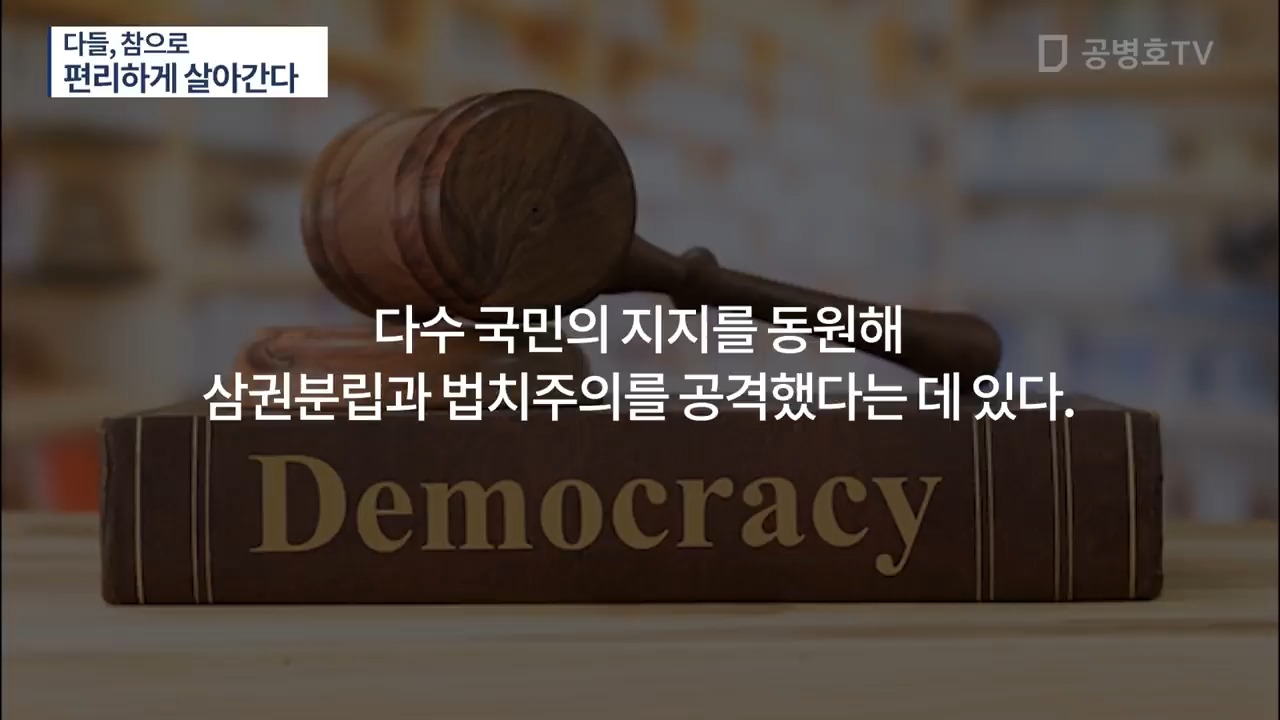 다들, 참으로
편리하게 살아간다
공병호TV
다수 국민의 지지를 동원해
삼권분립과 법치주의를 공격했다는 데 있다.
Democracy